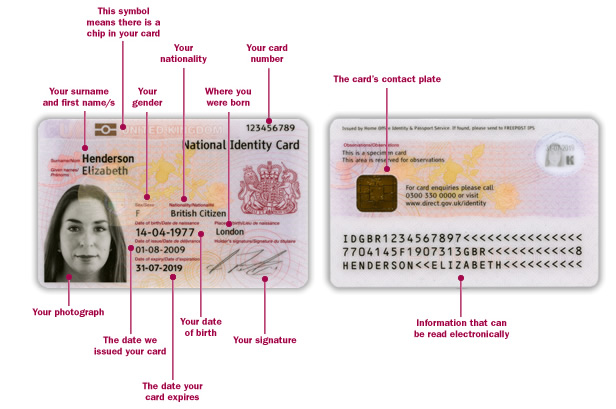 This symbol
means there is a
chip in your card
Your
nationality
Your card
number
Your surname
and first name/s
Your
gender
Where you
were born
UNITED KINGDOM
123456789
National Identity Card
Surname/Nom
Henderson
Given names/
Prénoms
Elizabeth
Sex/Sexe
F
Nationality/Nationalité
British Citizen
Date of birth/Date de naissance
14-04-1977
Place of birth/Lieu de naissance
London
Date of issue/Date de délivrance
01-08-2009
Holder's signature/Signature du titulaire
Date of expiry/Date d'expiration
31-07-2019
Your photograph
The date we
issued your card
Your date
of birth
Your signature
The date your
card expires
The card's contact plate
Issued by Home Office Identity & Passport Service. If found, please send to FREEPOST IPS
Observations/Observations
This is a specimen card
This area is reserved for observations
K
For card enquiries please call
0300 330 0000 or visit
www.direct.gov.uk/identity
IDGBR1234567897<<<<<<<<<<<<<<<
7704145F1907313GBR<<<<<<<<<<<8
HENDERSON<<ELIZABETH<<<<<<<<<<
Information that can
be read electronically